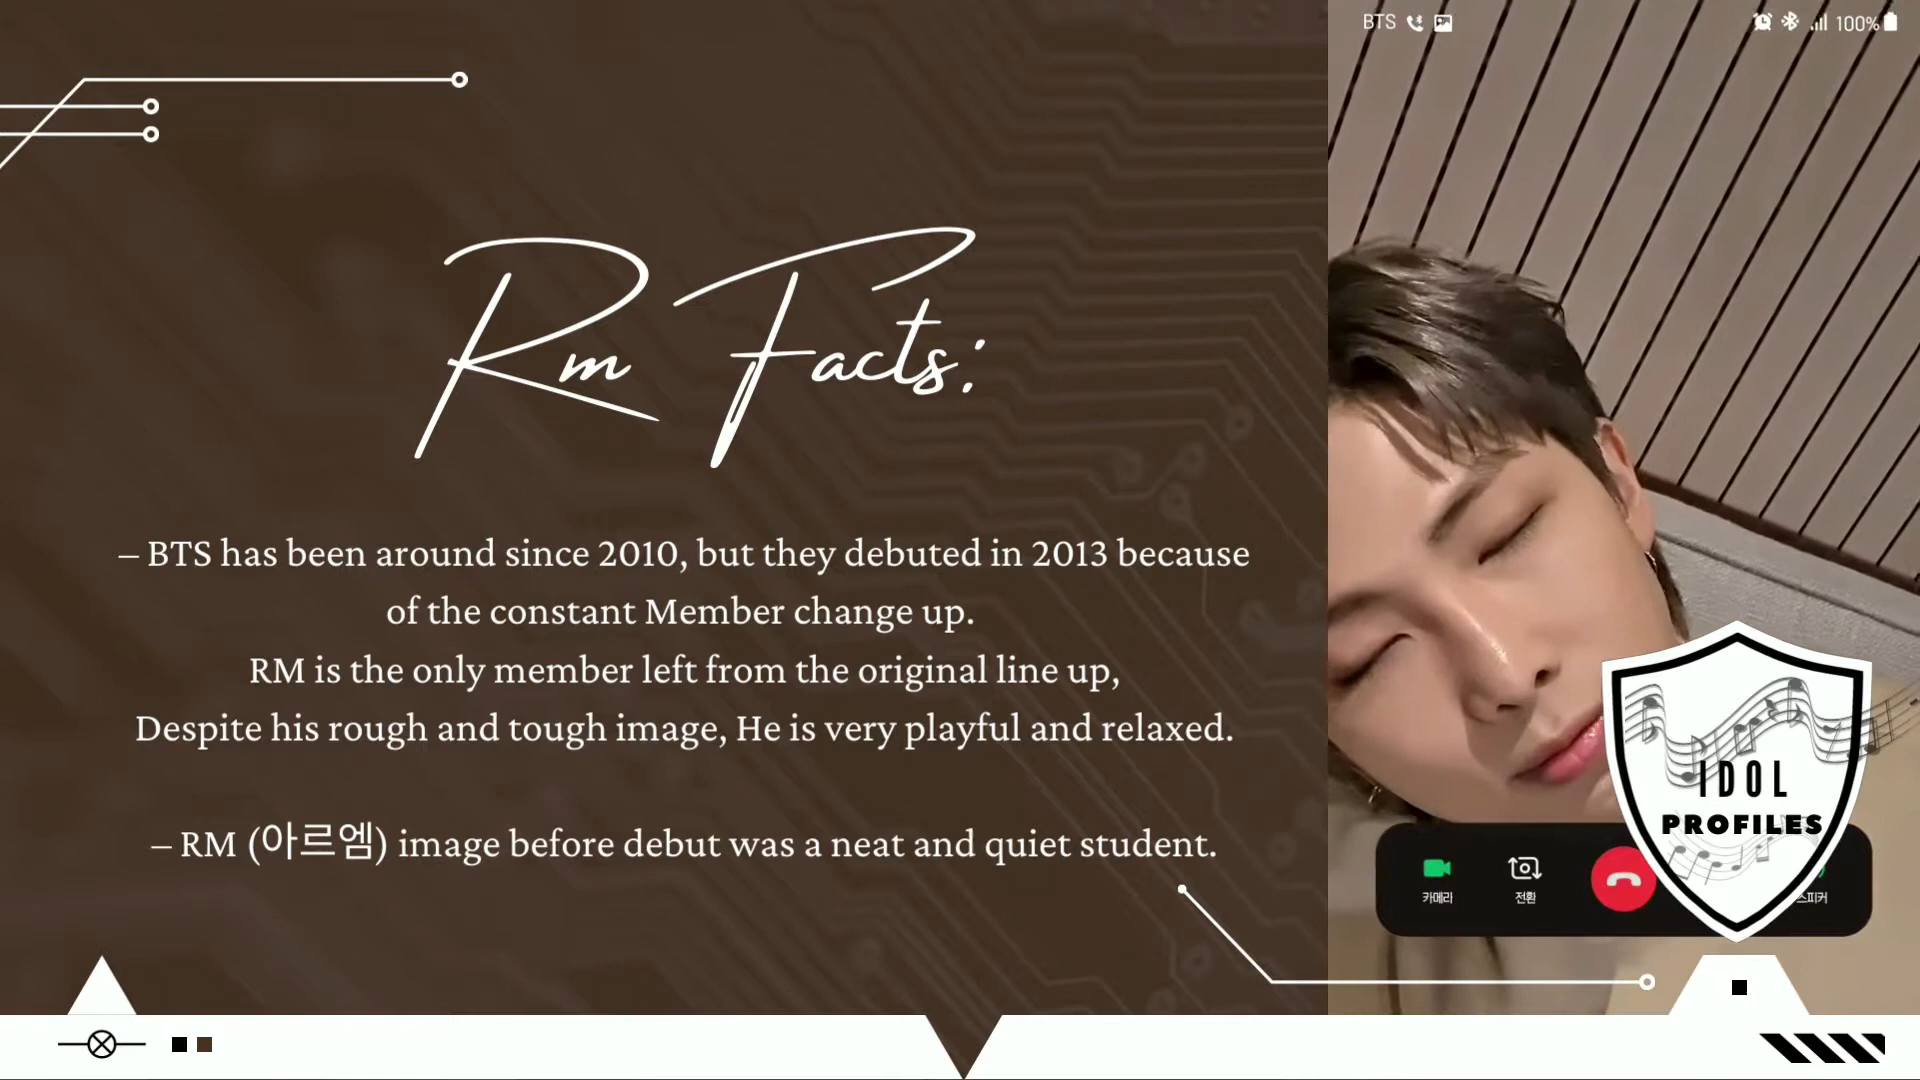 BTS
100%
Rm Facts:
– BTS has been around since 2010, but they debuted in 2013 because
of the constant Member change up.
RM is the only member left from the original line up,
Despite his rough and tough image, He is very playful and relaxed.
– RM (아르엠) image before debut was a neat and quiet student.
IDOL
PROFILES
카메라
전환
스피커